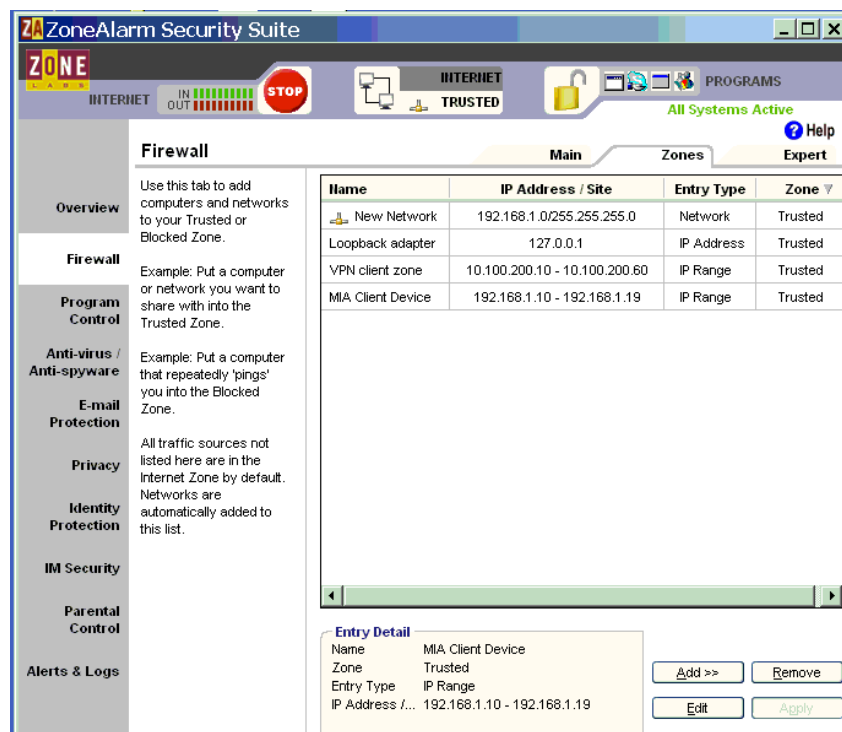 ZA ZoneAlarm Security Suite
ZONE
LABS
INTERNET IN OUT STOP
INTERNET
TRUSTED
PROGRAMS
All Systems Active
? Help
Firewall
Main Zones Expert
Overview
Firewall
Program
Control
Anti-virus /
Anti-spyware
E-mail
Protection
Privacy
Identity
Protection
IM Security
Parental
Control
Alerts & Logs
Use this tab to add
computers and networks
to your Trusted or
Blocked Zone.
Example: Put a computer
or network you want to
share with into the
Trusted Zone.
Example: Put a computer
that repeatedly 'pings'
you into the Blocked
Zone.
All traffic sources not
listed here are in the
Internet Zone by default.
Networks are
automatically added to
this list.
Name IP Address / Site Entry Type Zone
New Network 192.168.1.0/255.255.255.0 Network Trusted
Loopback adapter 127.0.0.1 IP Address Trusted
VPN client zone 10.100.200.10 - 10.100.200.60 IP Range Trusted
MIA Client Device 192.168.1.10 - 192.168.1.19 IP Range Trusted
Entry Detail
Name MIA Client Device
Zone Trusted
Entry Type IP Range
IP Address /... 192.168.1.10 - 192.168.1.19
Add >> Remove
Edit Apply